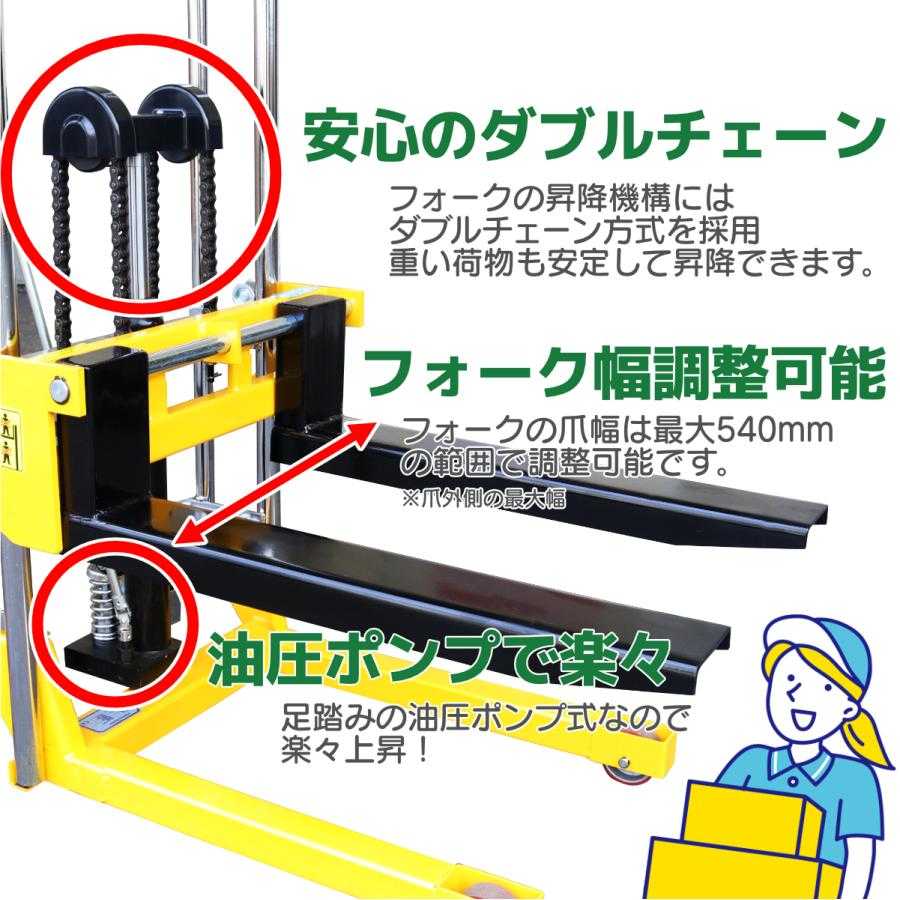 安心のダブルチェーン
フォークの昇降機構には
ダブルチェーン方式を採用
重い荷物も安定して昇降できます。
フォーク幅調整可能
フォークの爪幅は最大540mm
の範囲で調整可能です。
※爪外側の最大幅
油圧ポンプで楽々
足踏みの油圧ポンプ式なので
楽々上昇！